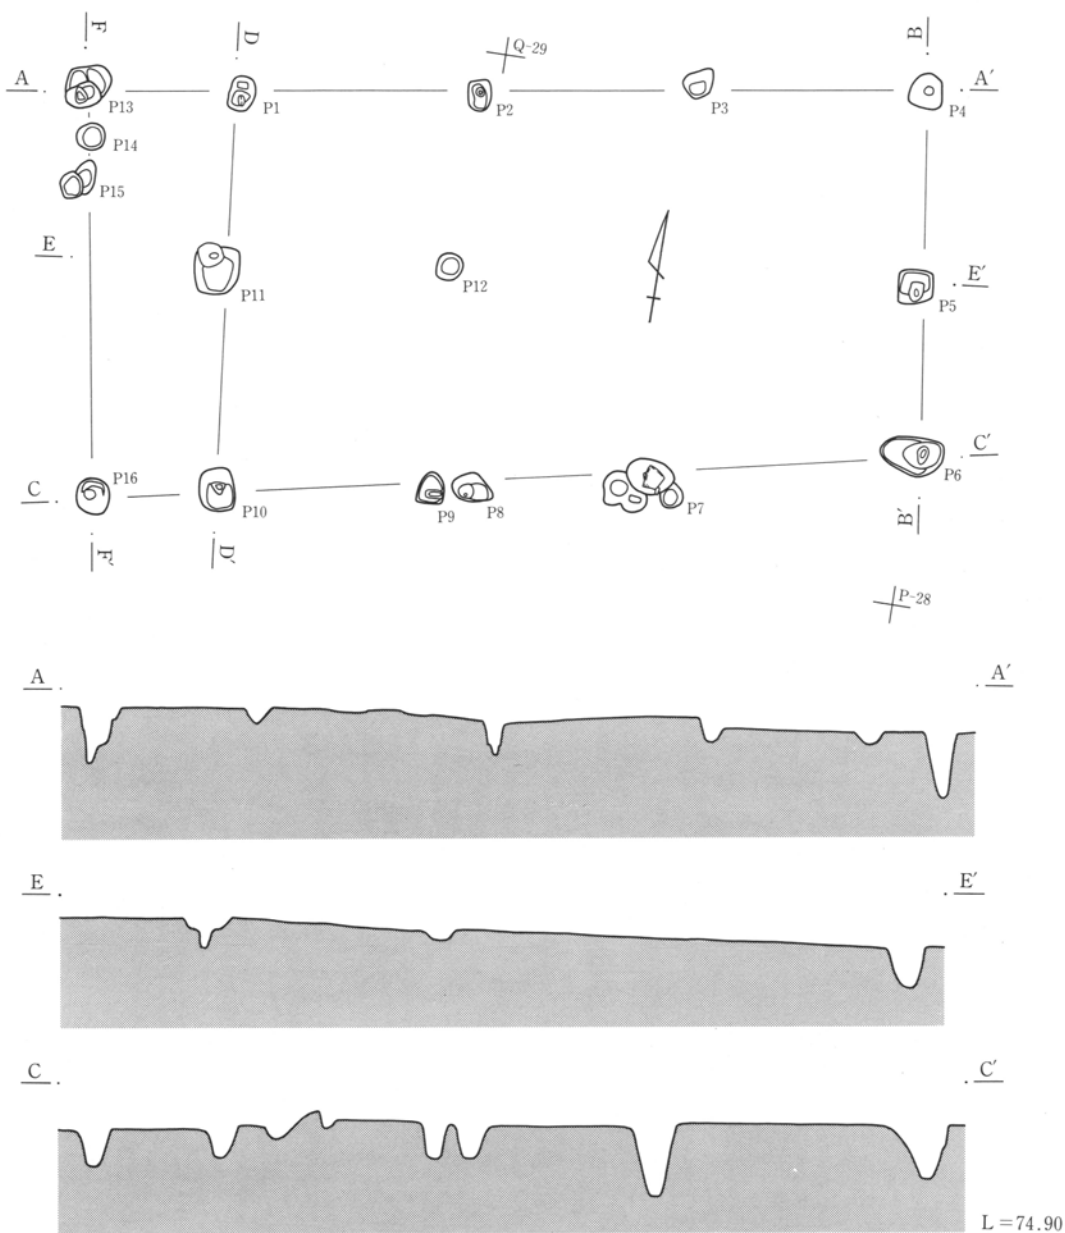 F
D
B
Q-29
A
A′
P13
P1
P2
P3
P4
P14
P15
E
E′
P11
P12
P5
C′
P16
P6
C
P10
P9
P8
P7
B′
F′
D′
P-28
A
A′
E
E′
C
C′
L=74.90